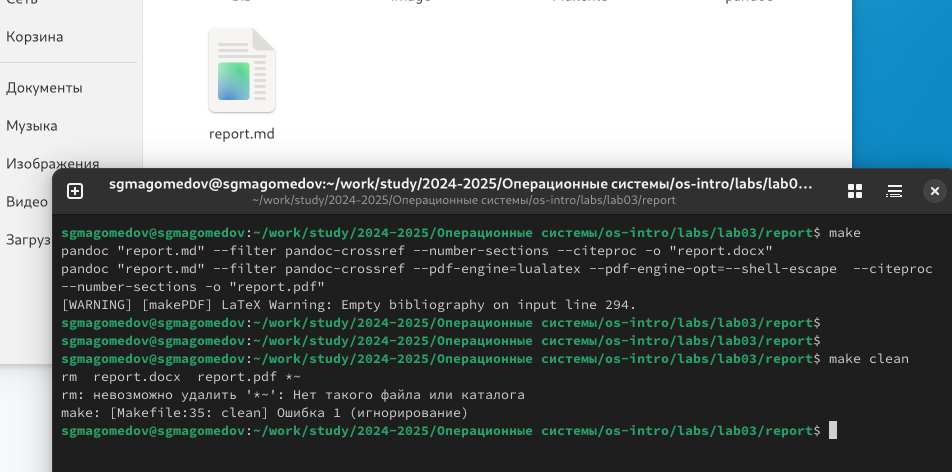 Корзина
Документы
Музыка
Изображения
Видео
Загруз
report.md
sgmagomedov@sgmagomedov:~/work/study/2024-2025/Операционные системы/os-intro/labs/lab0…
~/work/study/2024-2025/Операционные системы/os-intro/labs/lab03/report
sgmagomedov@sgmagomedov:~/work/study/2024-2025/Операционные системы/os-intro/labs/lab03/report$ make
pandoc "report.md" --filter pandoc-crossref --number-sections --citeproc -o "report.docx"
pandoc "report.md" --filter pandoc-crossref --pdf-engine=lualatex --pdf-engine-opt=--shell-escape  --citeproc
--number-sections -o "report.pdf"
[WARNING] [makePDF] LaTeX Warning: Empty bibliography on input line 294.
sgmagomedov@sgmagomedov:~/work/study/2024-2025/Операционные системы/os-intro/labs/lab03/report$
sgmagomedov@sgmagomedov:~/work/study/2024-2025/Операционные системы/os-intro/labs/lab03/report$
sgmagomedov@sgmagomedov:~/work/study/2024-2025/Операционные системы/os-intro/labs/lab03/report$ make clean
rm  report.docx  report.pdf *~
rm: невозможно удалить '*~': Нет такого файла или каталога
make: [Makefile:35: clean] Ошибка 1 (игнорирование)
sgmagomedov@sgmagomedov:~/work/study/2024-2025/Операционные системы/os-intro/labs/lab03/report$